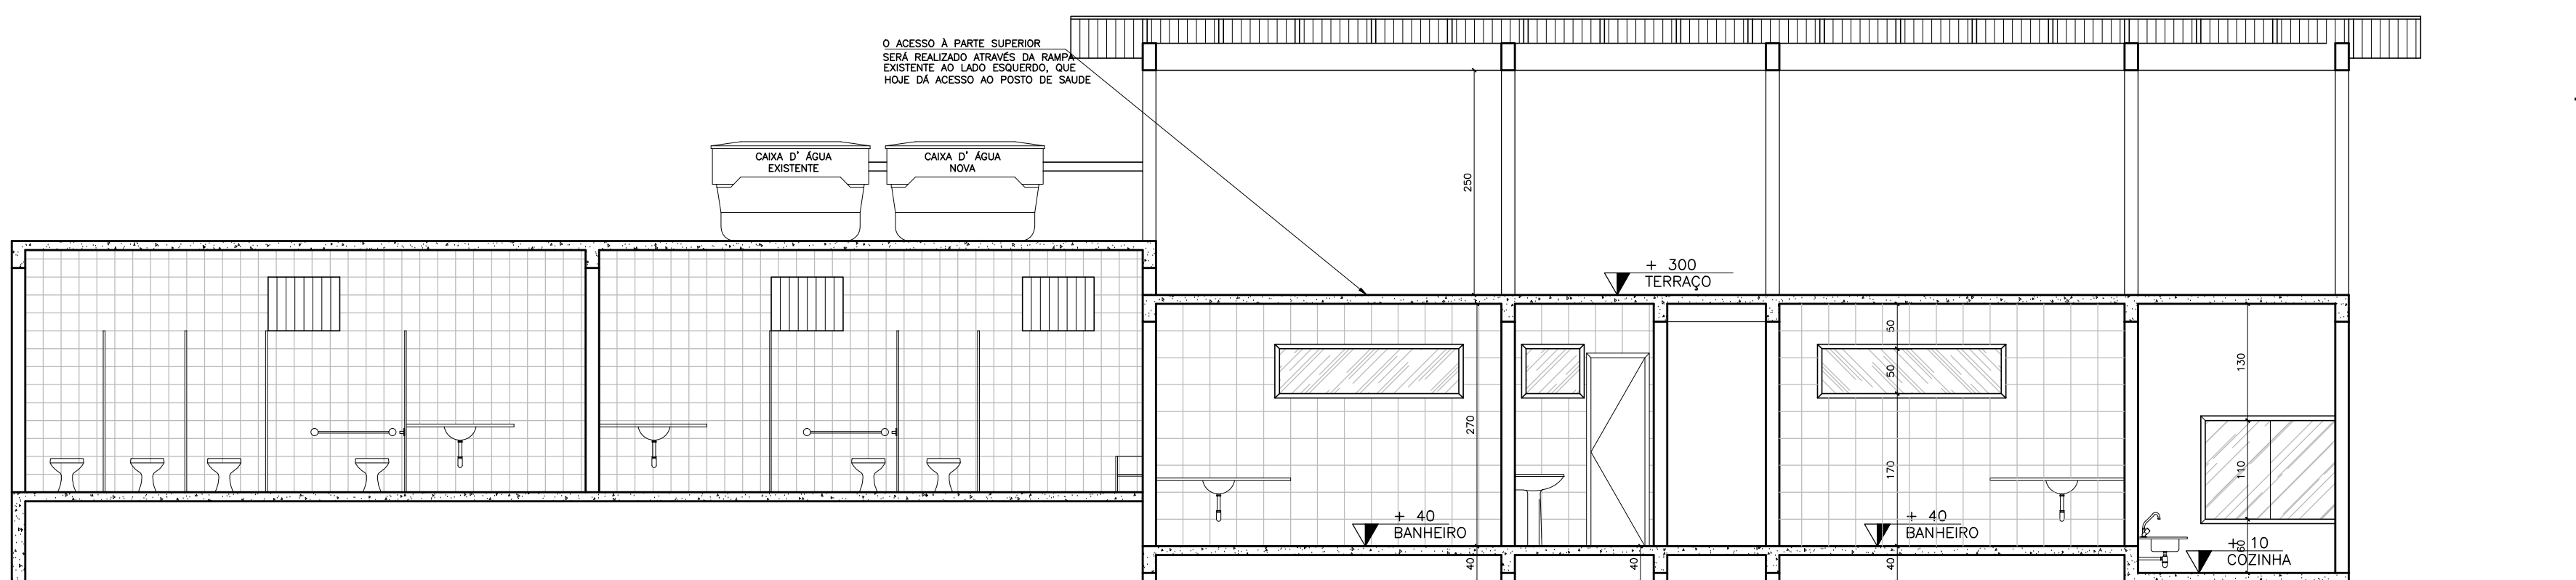 O ACESSO À PARTE SUPERIOR
SERÁ REALIZADO ATRAVÉS DA RAMPA
EXISTENTE AO LADO ESQUERDO, QUE
HOJE DÁ ACESSO AO POSTO DE SAUDE
CAIXA D' ÁGUA
EXISTENTE
CAIXA D' ÁGUA
NOVA
250
+ 300
TERRAÇO
270
60
50
170
130
110
60
+ 40
BANHEIRO
+ 40
BANHEIRO
+ 10
COZINHA
40
40
40